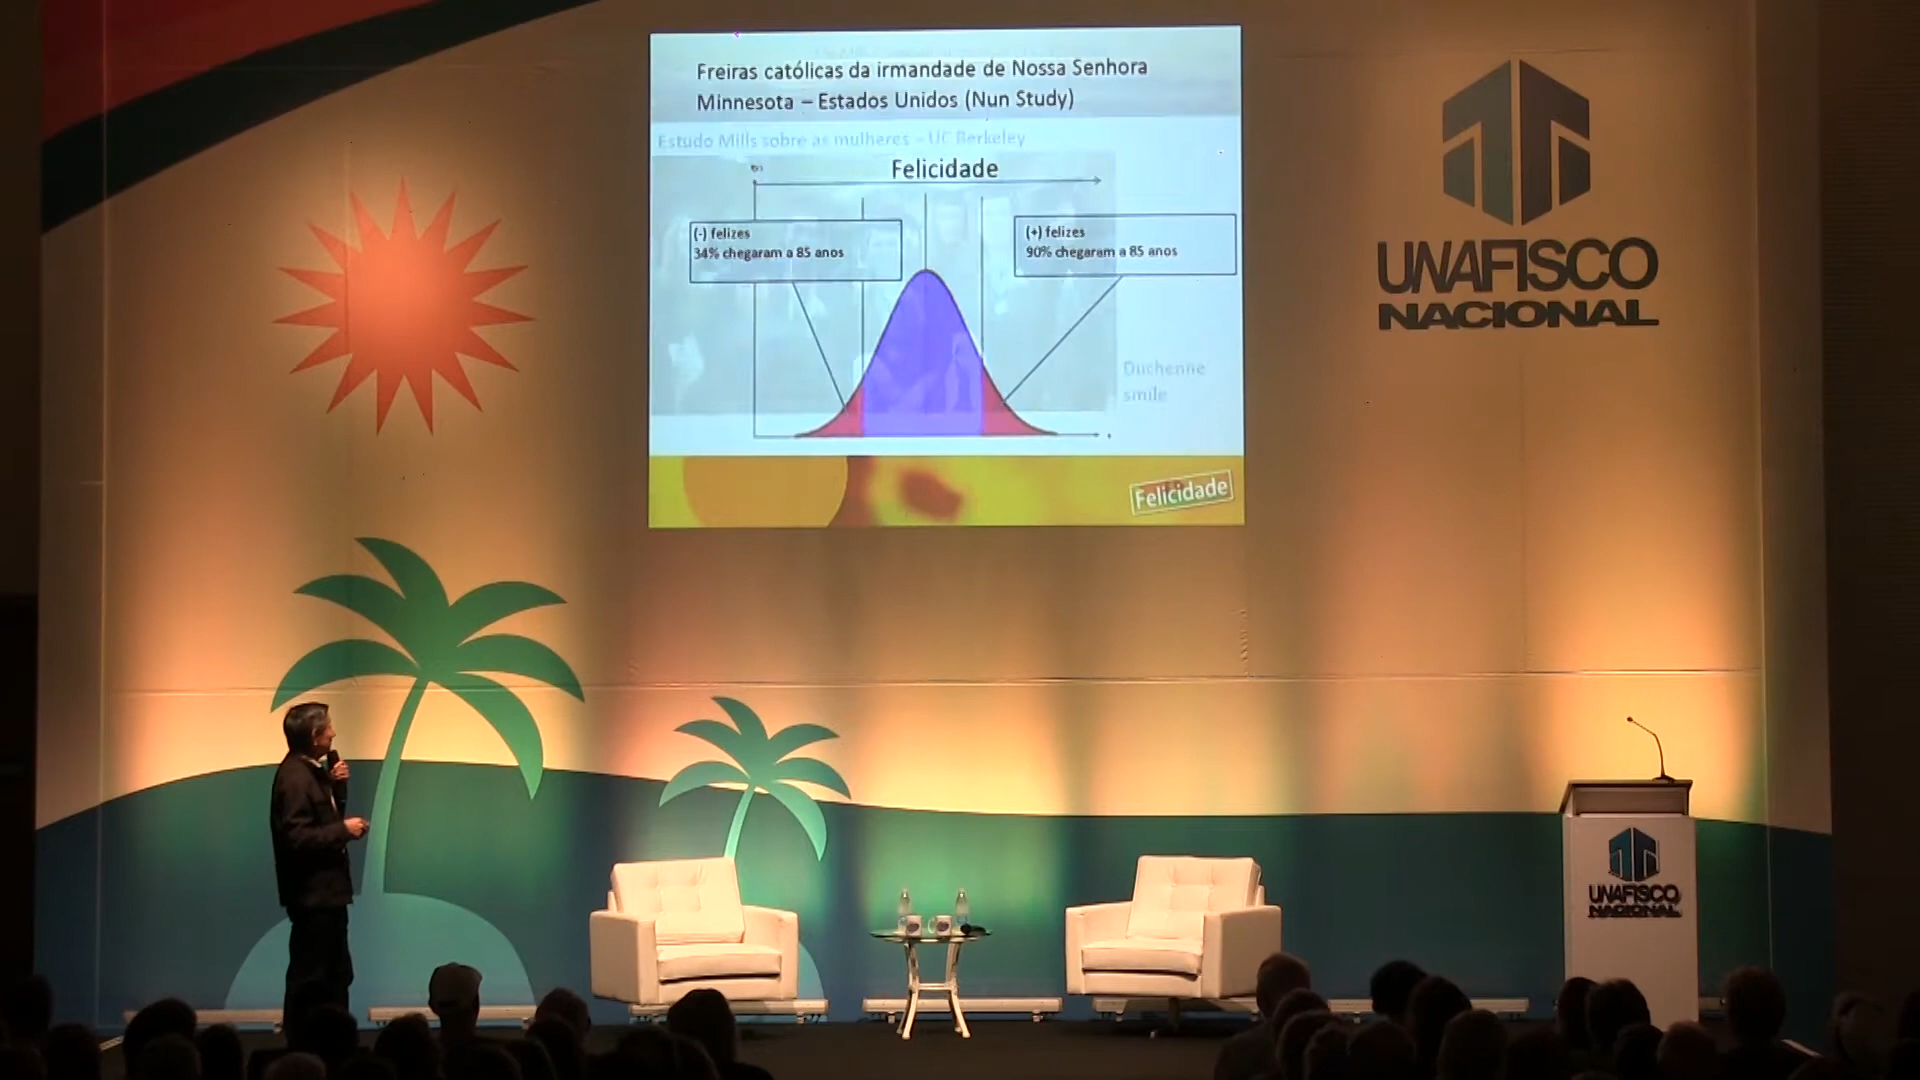 Freiras católicas da irmandade de Nossa Senhora
Minnesota – Estados Unidos (Nun Study)
Estudo Mills sobre as mulheres – UC Berkeley
Felicidade
(-) felizes
34% chegaram a 85 anos
(+) felizes
90% chegaram a 85 anos
Duchenne
smile
Felicidade
UNAFISCO
NACIONAL
UNAFISCO
NACIONAL